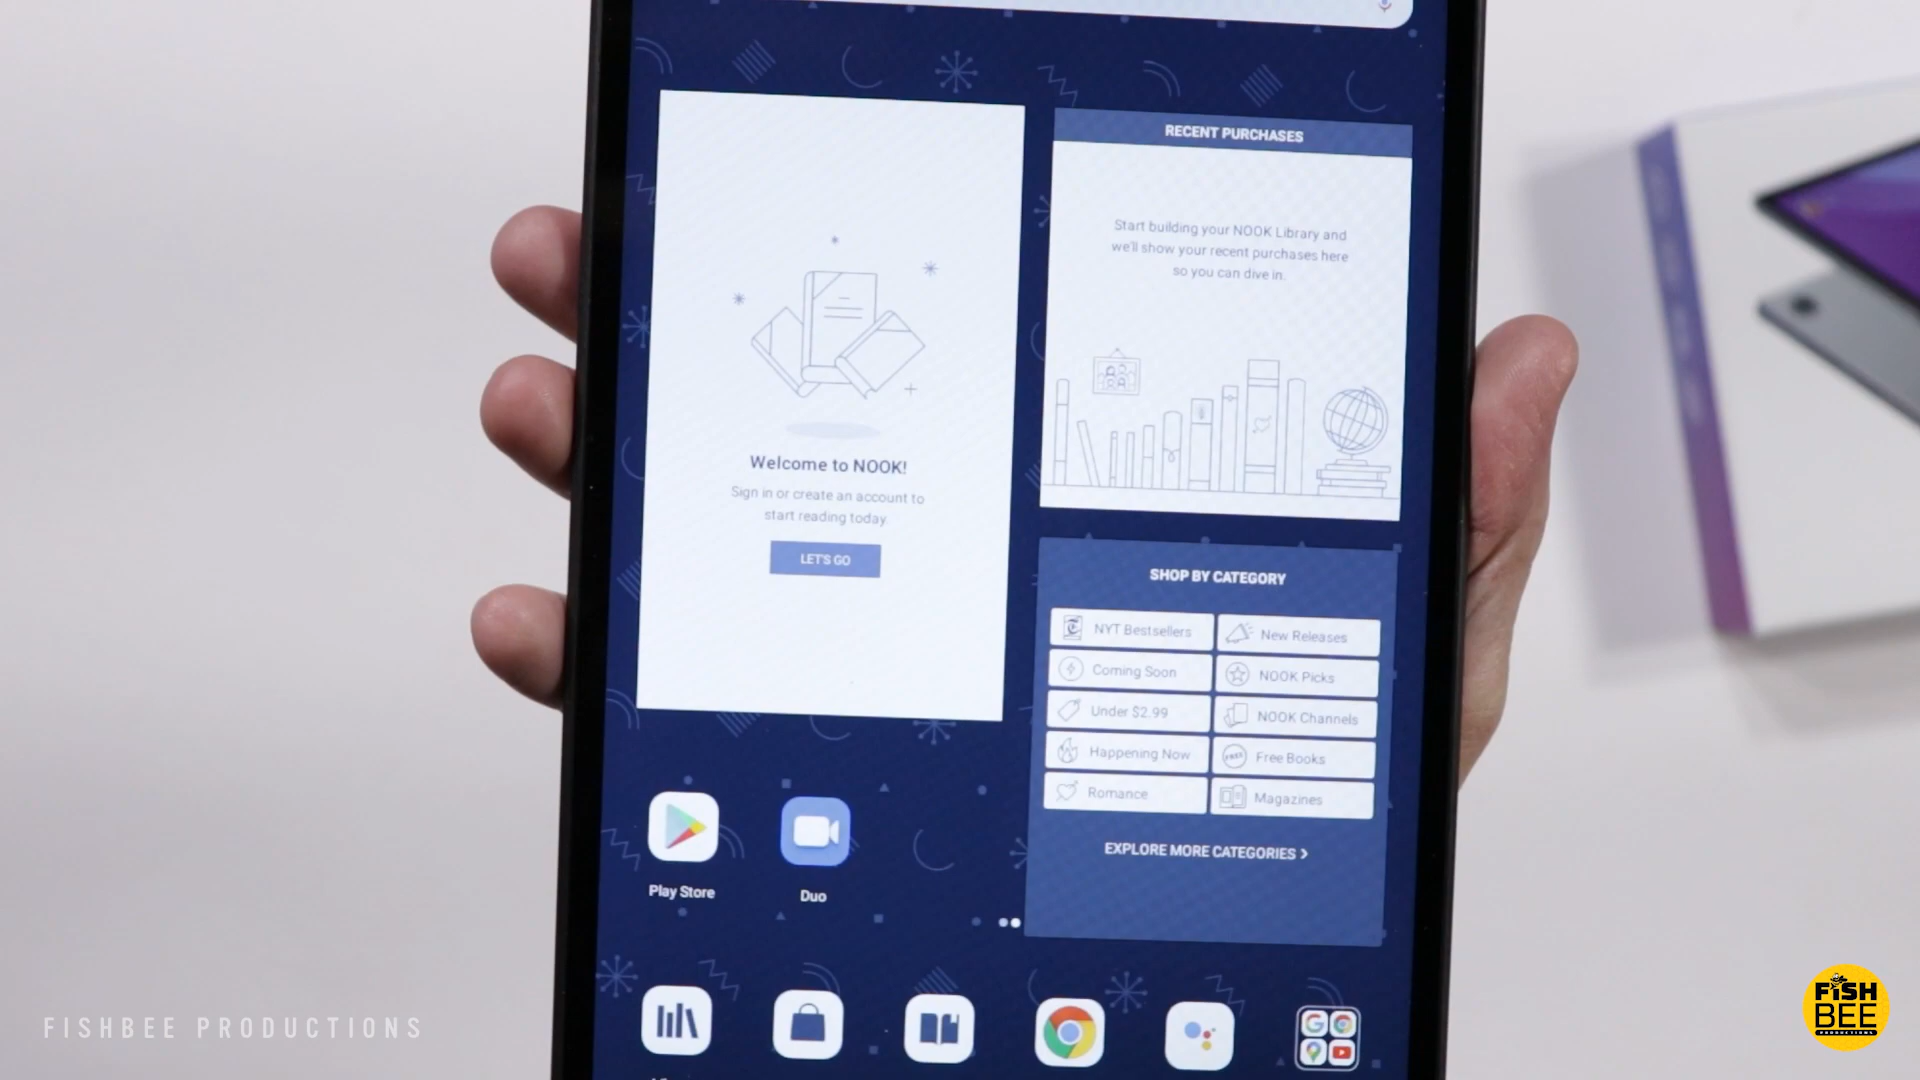 RECENT PURCHASES
Start building your NOOK Library and
we'll show your recent purchases here
so you can dive in.
Welcome to NOOK!
Sign in or create an account to
start reading today.
LET'S GO
SHOP BY CATEGORY
NYT Bestsellers
New Releases
Coming Soon
NOOK Picks
Under $2.99
NOOK Channels
Happening Now
FREE
Free Books
Romance
Magazines
EXPLORE MORE CATEGORIES >
Play Store
Duo
FISHBEE PRODUCTIONS
FiSH
BEE
PRODUCTIONS